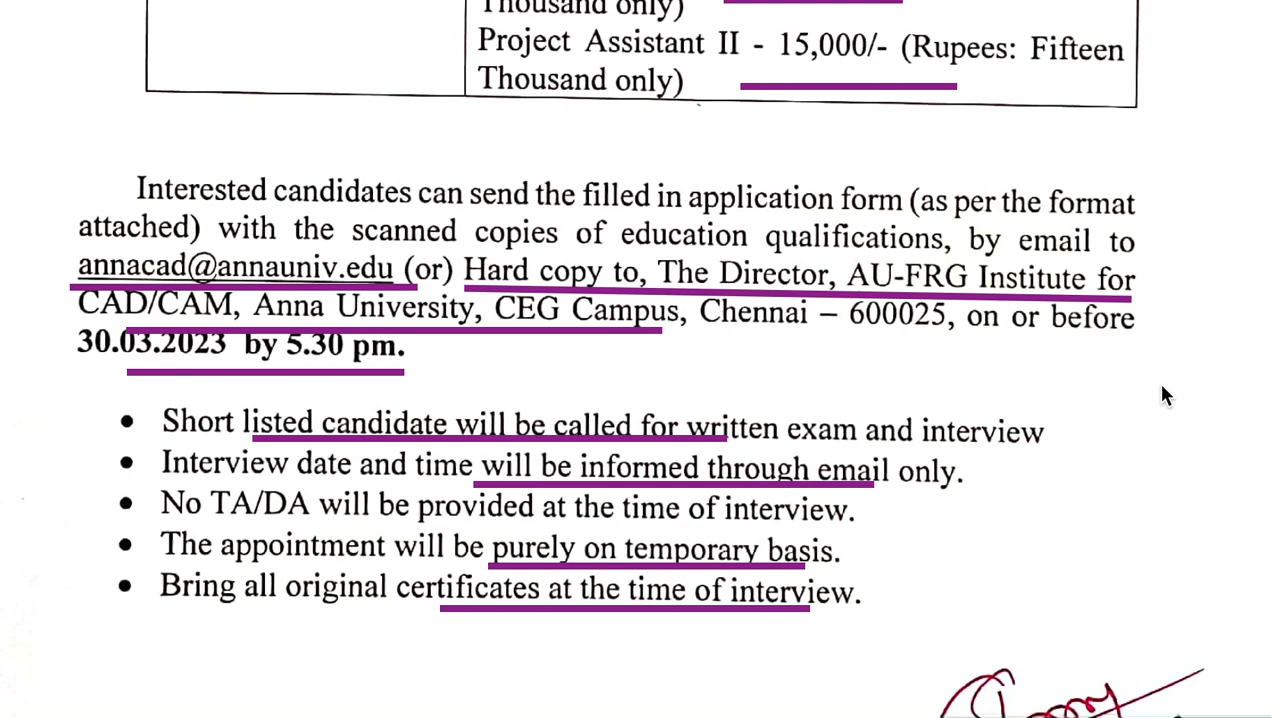 Thousand only)
Project Assistant II - 15,000/- (Rupees: Fifteen
Thousand only)
Interested candidates can send the filled in application form (as per the format
attached) with the scanned copies of education qualifications, by email to
annacad@annauniv.edu (or) Hard copy to, The Director, AU-FRG Institute for
CAD/CAM, Anna University, CEG Campus, Chennai – 600025, on or before
30.03.2023 by 5.30 pm.
• Short listed candidate will be called for written exam and interview
• Interview date and time will be informed through email only.
• No TA/DA will be provided at the time of interview.
• The appointment will be purely on temporary basis.
• Bring all original certificates at the time of interview.